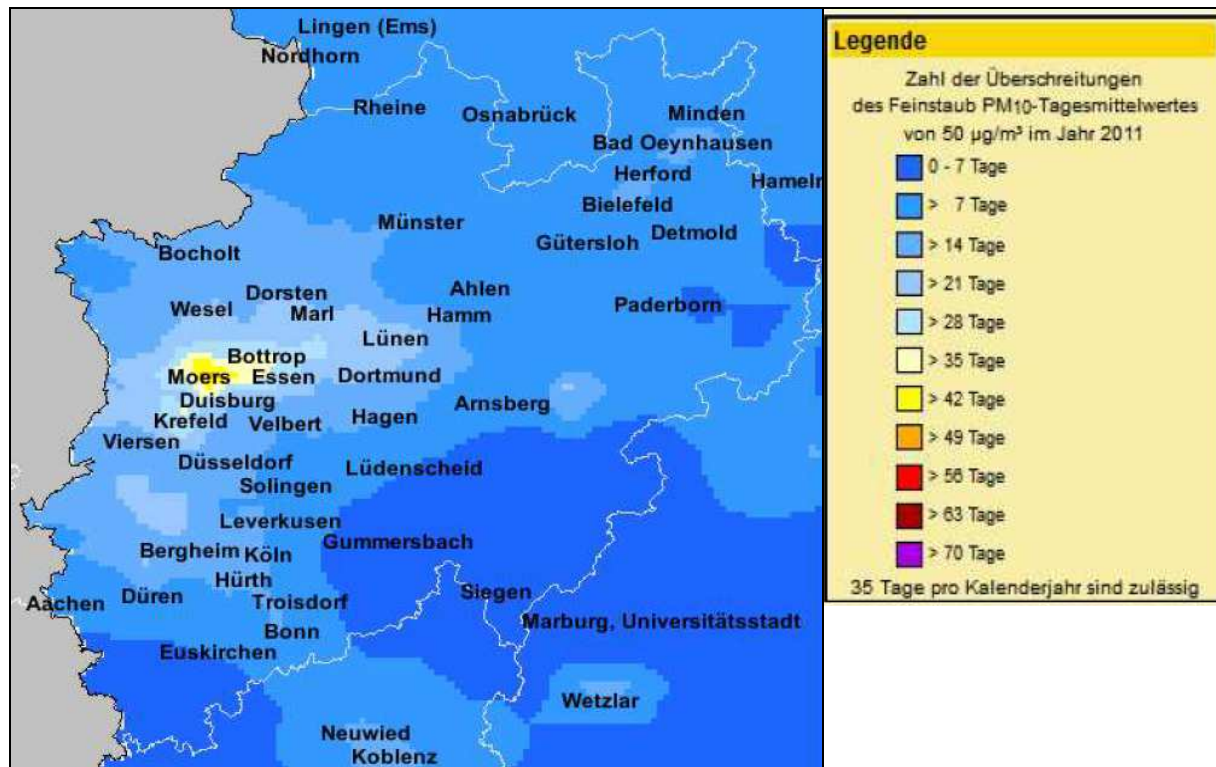 Lingen (Ems)
Nordhorn
Rheine
Osnabrück
Minden
Bad Oeynhausen
Herford
Hameln
Bielefeld
Münster
Gütersloh
Detmold
Bocholt
Ahlen
Dorsten
Wesel
Marl
Hamm
Paderborn
Lünen
Bottrop
Moers
Essen
Dortmund
Duisburg
Arnsberg
Krefeld
Velbert
Hagen
Viersen
Düsseldorf
Lüdenscheid
Solingen
Leverkusen
Gummersbach
Bergheim
Köln
Hürth
Siegen
Aachen
Düren
Troisdorf
Marburg, Universitätsstadt
Bonn
Euskirchen
Wetzlar
Neuwied
Koblenz
Legende
Zahl der Überschreitungen
des Feinstaub PM10-Tagesmittelwertes
von 50 µg/m³ im Jahr 2011
0 - 7 Tage
> 7 Tage
> 14 Tage
> 21 Tage
> 28 Tage
> 35 Tage
> 42 Tage
> 49 Tage
> 56 Tage
> 63 Tage
> 70 Tage
35 Tage pro Kalenderjahr sind zulässig